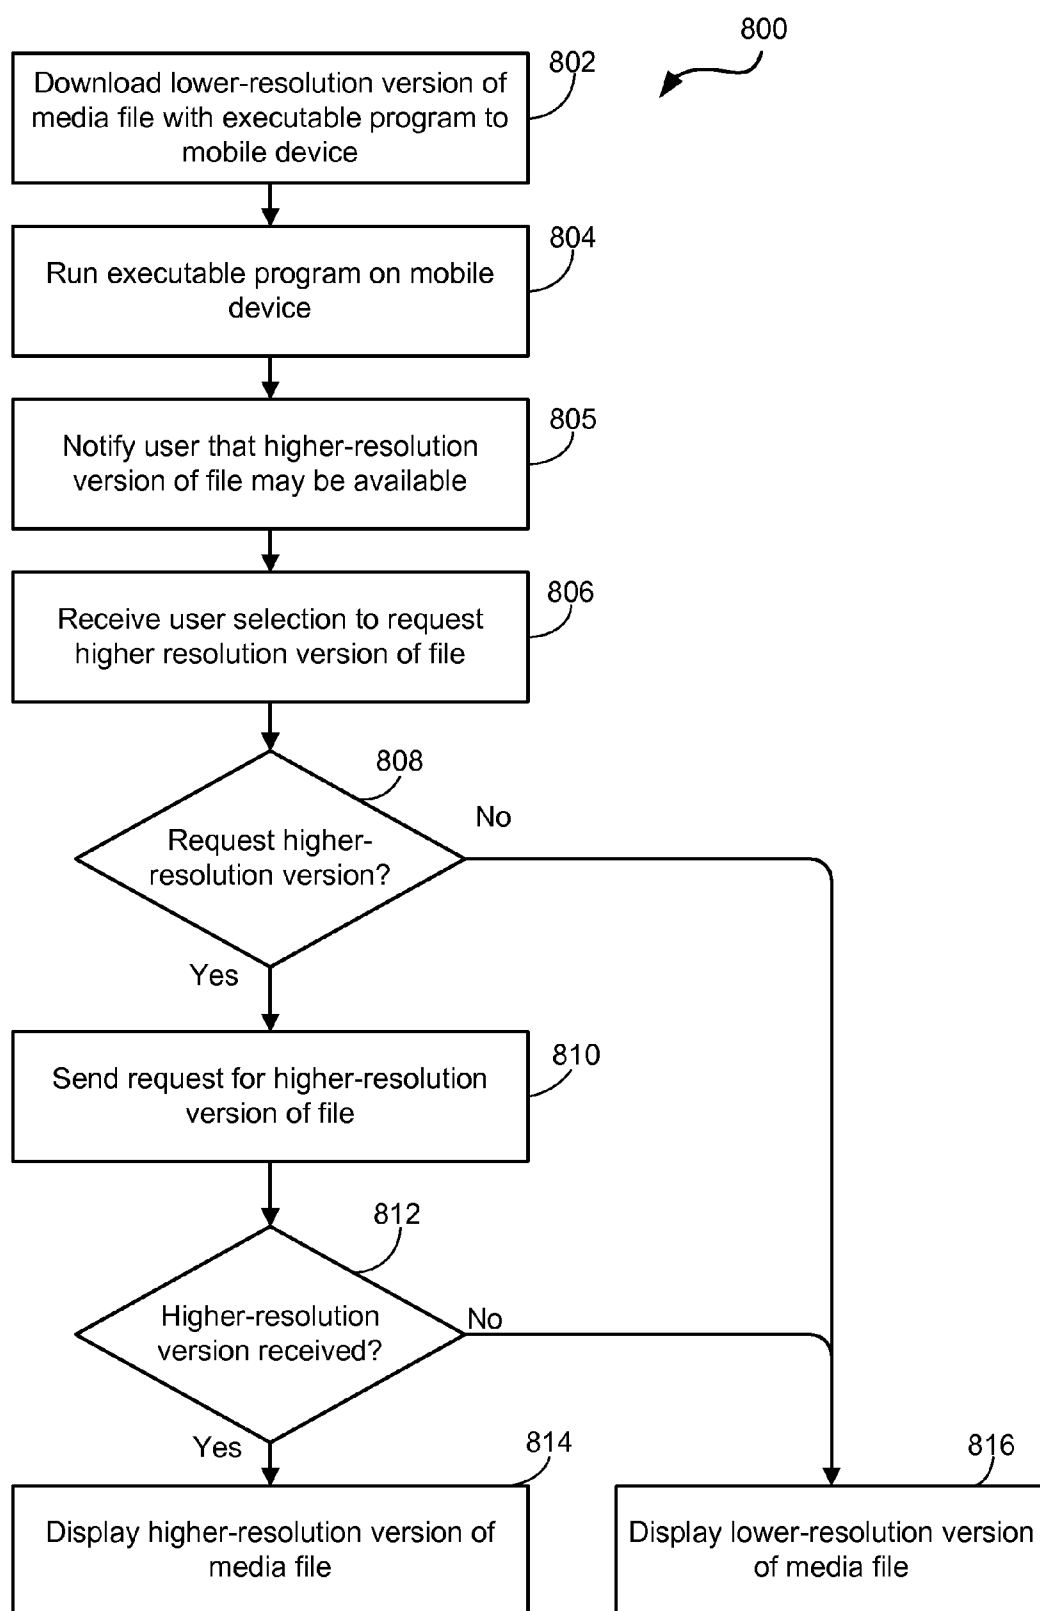 800
802
Download lower-resolution version of
media file with executable program to
mobile device
804
Run executable program on mobile
device
805
Notify user that higher-resolution
version of file may be available
806
Receive user selection to request
higher resolution version of file
808
Request higher-
resolution version?
No
Yes
810
Send request for higher-resolution
version of file
812
Higher-resolution
version received?
No
Yes
814
Display higher-resolution version of
media file
816
Display lower-resolution version
of media file